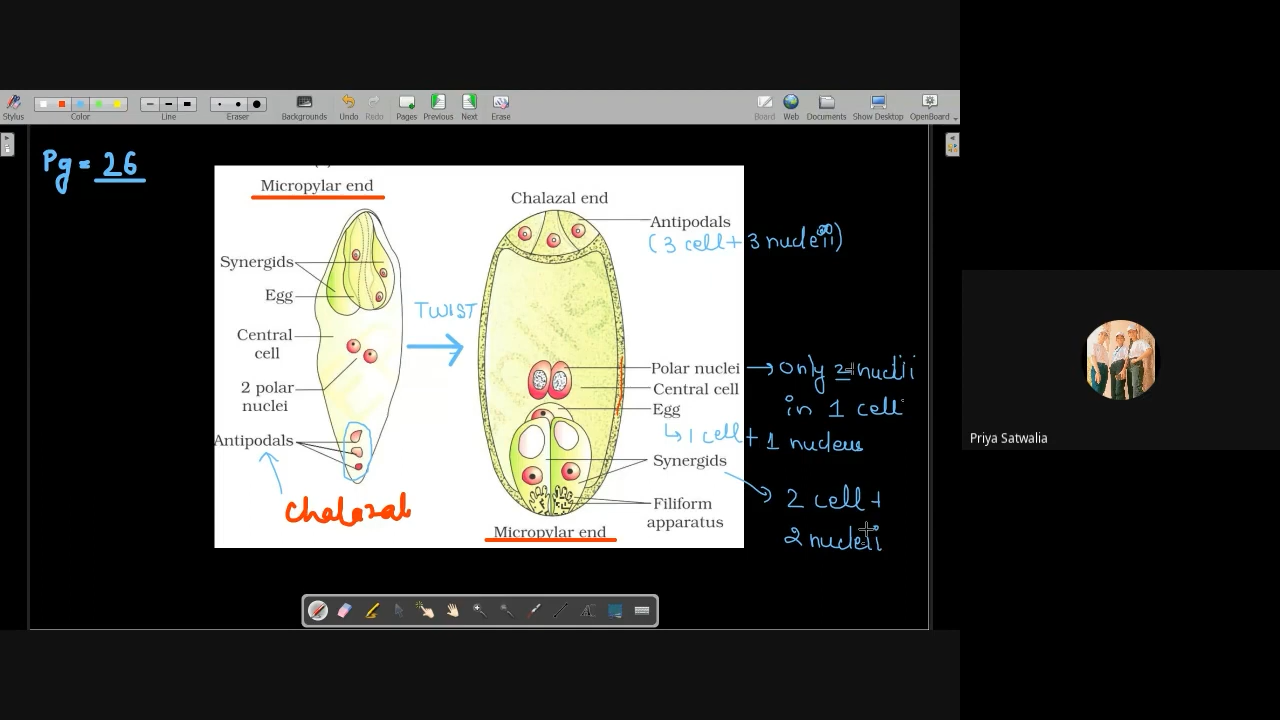 Stylus
Color
Line
Eraser
Backgrounds
Undo
Redo
Pages
Previous
Next
Erase
Board
Web
Documents
Show Desktop
OpenBoard
Pg = 26
Micropylar end
Synergids
Egg
Central
cell
2 polar
nuclei
Antipodals
Chalazal
TWIST
Chalazal end
Antipodals
(3 cell + 3 nucleii)
Polar nuclei → only 2 nuclii
in 1 cell
Central cell
Egg
1 cell + 1 nucleus
Synergids
2 cell +
2 nucleii
Filiform
apparatus
Micropylar end
Priya Satwalia